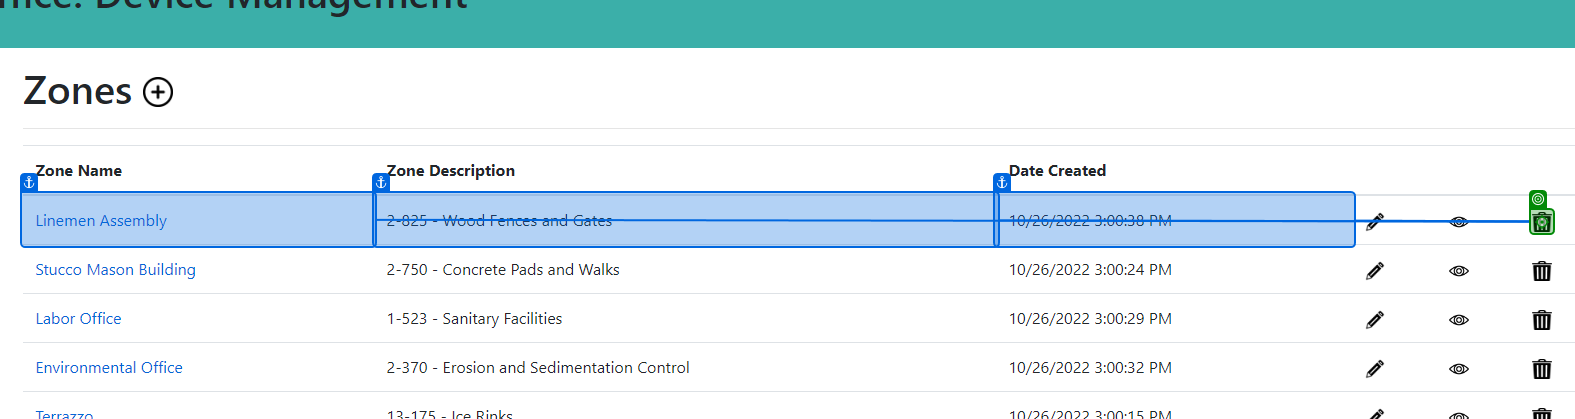 Device Management
Zones
Zone Name Zone Description Date Created
Linemen Assembly 2-825 - Wood Fences and Gates 10/26/2022 3:00:38 PM
Stucco Mason Building 2-750 - Concrete Pads and Walks 10/26/2022 3:00:24 PM
Labor Office 1-523 - Sanitary Facilities 10/26/2022 3:00:29 PM
Environmental Office 2-370 - Erosion and Sedimentation Control 10/26/2022 3:00:32 PM
Terrazzo 13-175 - Ice Rinks 10/26/2022 3:00:15 PM